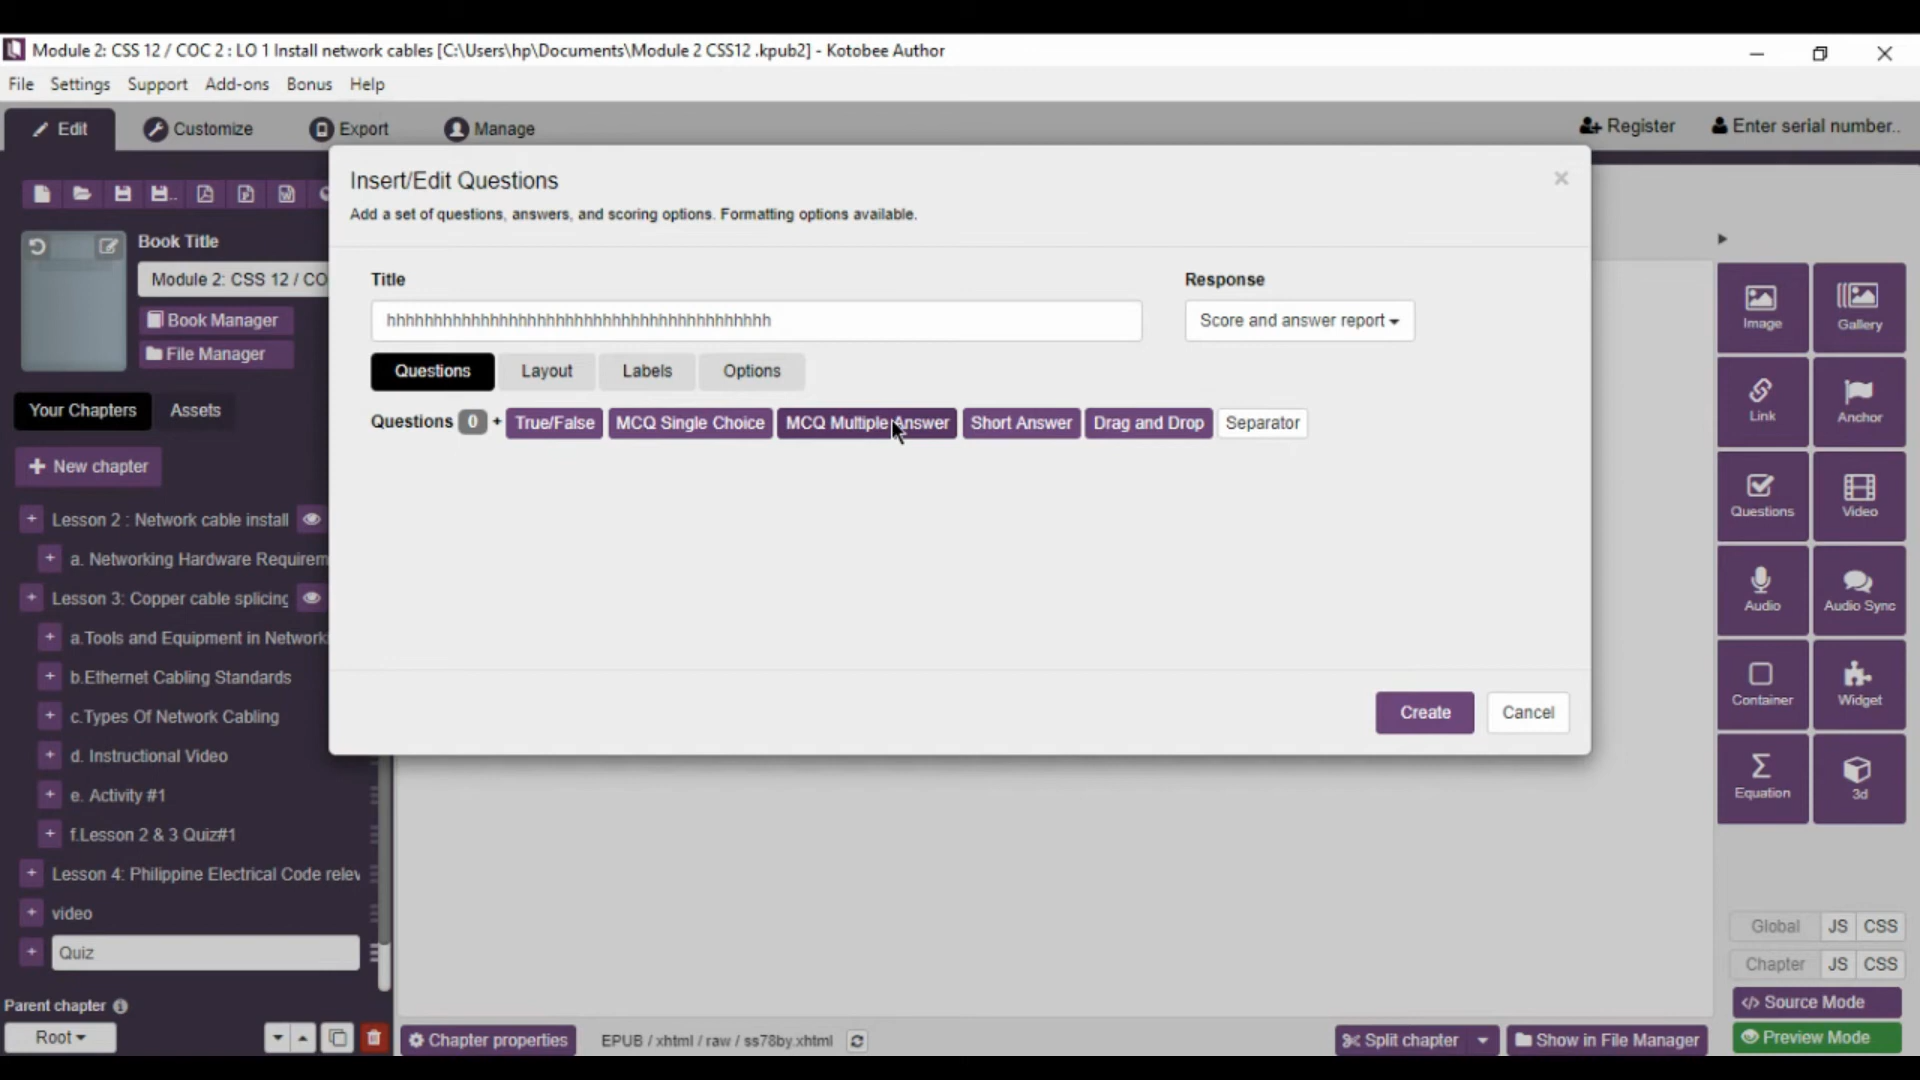 Module 2: CSS 12 / COC 2 : LO 1 Install network cables [C:\Users\hp\Documents\Module 2 CSS12 .kpub2] - Kotobee Author
File Settings Support Add-ons Bonus Help
Edit Customize Export Manage
Register Enter serial number..
Insert/Edit Questions
Add a set of questions, answers, and scoring options. Formatting options available.
Book Title
Module 2: CSS 12 / CO
Book Manager
File Manager
Your Chapters Assets
+ New chapter
+ Lesson 2 : Network cable install
+ a. Networking Hardware Requirem
+ Lesson 3: Copper cable splicing
+ a.Tools and Equipment in Network
+ b.Ethernet Cabling Standards
+ c.Types Of Network Cabling
+ d. Instructional Video
+ e. Activity #1
+ f.Lesson 2 & 3 Quiz#1
+ Lesson 4: Philippine Electrical Code relev
+ video
+ Quiz
Parent chapter
Root
Title
Response
hhhhhhhhhhhhhhhhhhhhhhhhhhhhhhhhhhhhhhhhh
Score and answer report
Questions Layout Labels Options
Questions 0 + True/False MCQ Single Choice MCQ Multiple Answer Short Answer Drag and Drop Separator
Create Cancel
Image Gallery
Link Anchor
Questions Video
Audio Audio Sync
Container Widget
Equation 3d
Global JS CSS
Chapter JS CSS
</> Source Mode
Preview Mode
Chapter properties EPUB / xhtml / raw / ss78by.xhtml Split chapter Show in File Manager